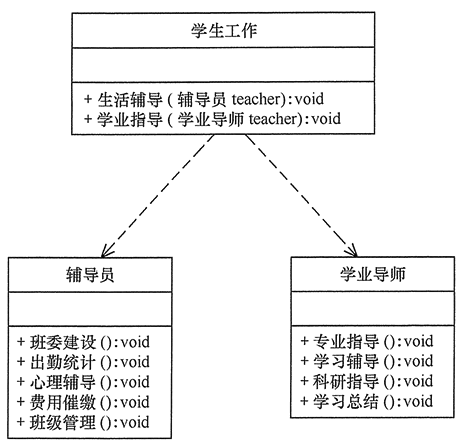 学生工作
+ 生活辅导 ( 辅导员 teacher):void
+ 学业指导 ( 学业导师 teacher):void
辅导员
+ 班委建设 ():void
+ 出勤统计 ():void
+ 心理辅导 ():void
+ 费用催缴 ():void
+ 班级管理 ():void
学业导师
+ 专业指导 ():void
+ 学习辅导 ():void
+ 科研指导 ():void
+ 学习总结 ():void